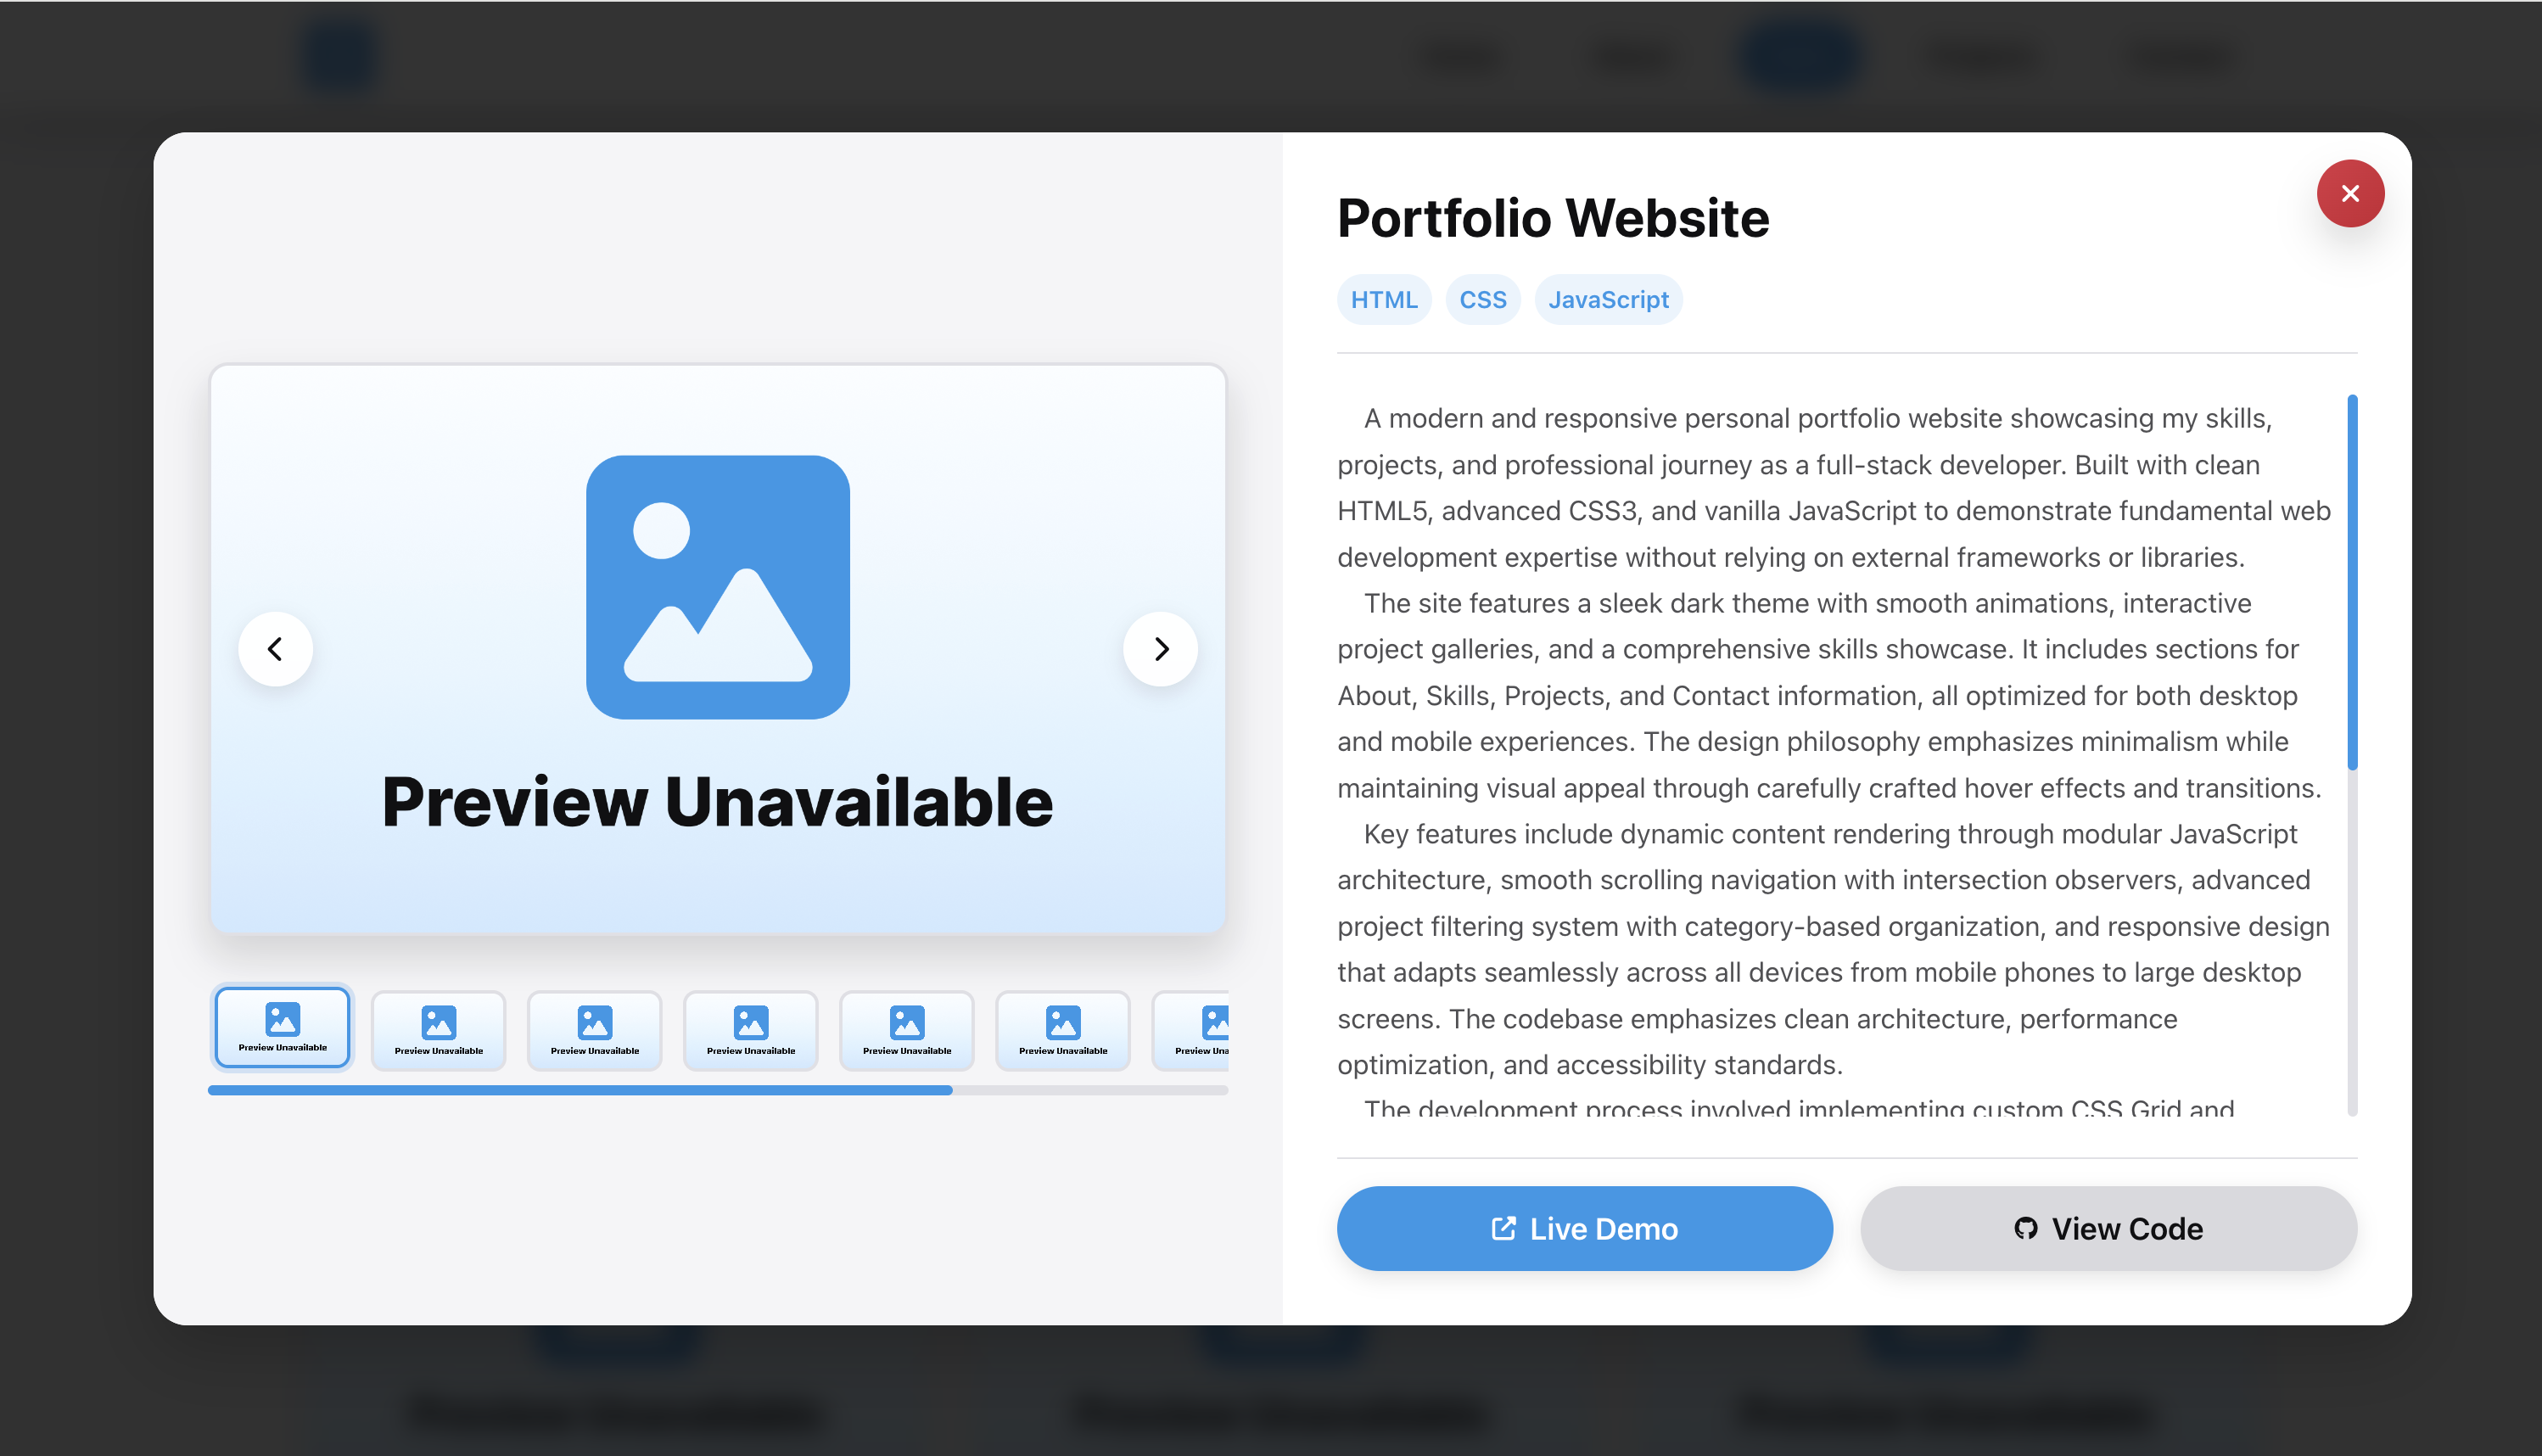 Portfolio Website
HTML CSS JavaScript
A modern and responsive personal portfolio website showcasing my skills,
projects, and professional journey as a full-stack developer. Built with clean
HTML5, advanced CSS3, and vanilla JavaScript to demonstrate fundamental web
development expertise without relying on external frameworks or libraries.
The site features a sleek dark theme with smooth animations, interactive
project galleries, and a comprehensive skills showcase. It includes sections for
About, Skills, Projects, and Contact information, all optimized for both desktop
and mobile experiences. The design philosophy emphasizes minimalism while
maintaining visual appeal through carefully crafted hover effects and transitions.
Key features include dynamic content rendering through modular JavaScript
architecture, smooth scrolling navigation with intersection observers, advanced
project filtering system with category-based organization, and responsive design
that adapts seamlessly across all devices from mobile phones to large desktop
screens. The codebase emphasizes clean architecture, performance
optimization, and accessibility standards.
The development process involved implementing custom CSS Grid and
Live Demo
View Code
Preview Unavailable
Preview Unavailable
Preview Unavailable
Preview Unavailable
Preview Unavailable
Preview Unavailable
Preview Unavailable
Preview Una